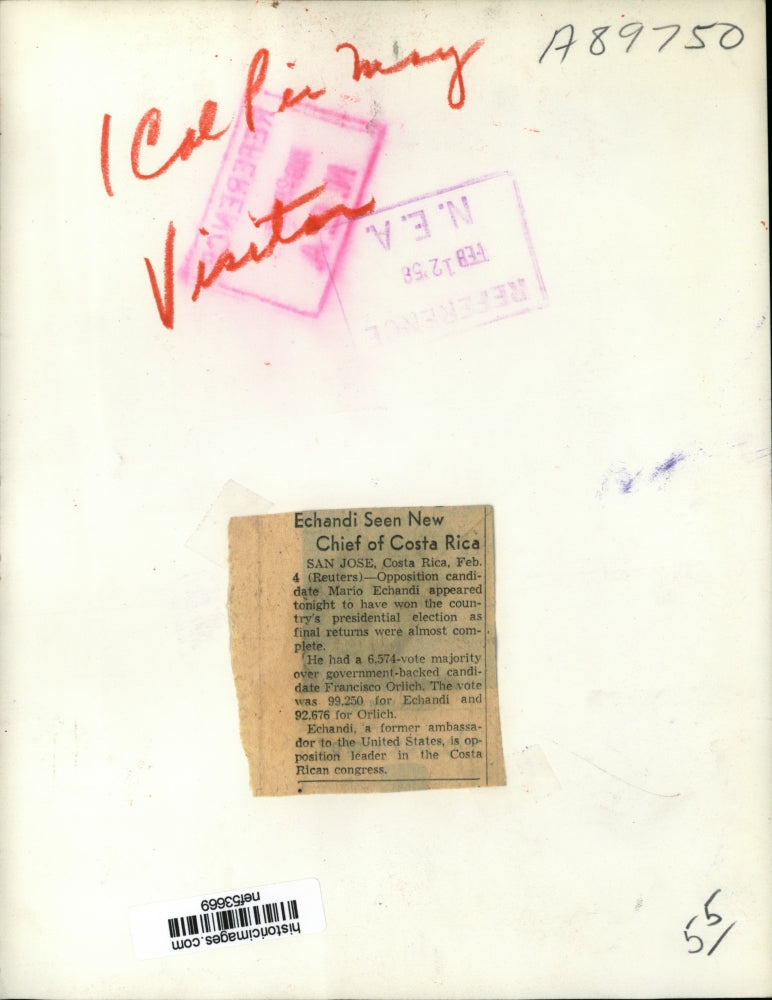 A89750
1 Col Pic May
Visitor
N.E.A.
FEB 12 '58
REFERENCE
REFERENCE
N.E.A.
Echandi Seen New
Chief of Costa Rica
SAN JOSE, Costa Rica, Feb.
4 (Reuters)—Opposition candi-
date Mario Echandi appeared
tonight to have won the coun-
try's presidential election as
final returns were almost com-
plete.
He had a 6,574-vote majority
over government-backed candi-
date Francisco Orlich. The vote
was 99,250 for Echandi and
92,676 for Orlich.
Echandi, a former ambassa-
dor to the United States, is op-
position leader in the Costa
Rican congress.
historicimages.com
nef53669
55